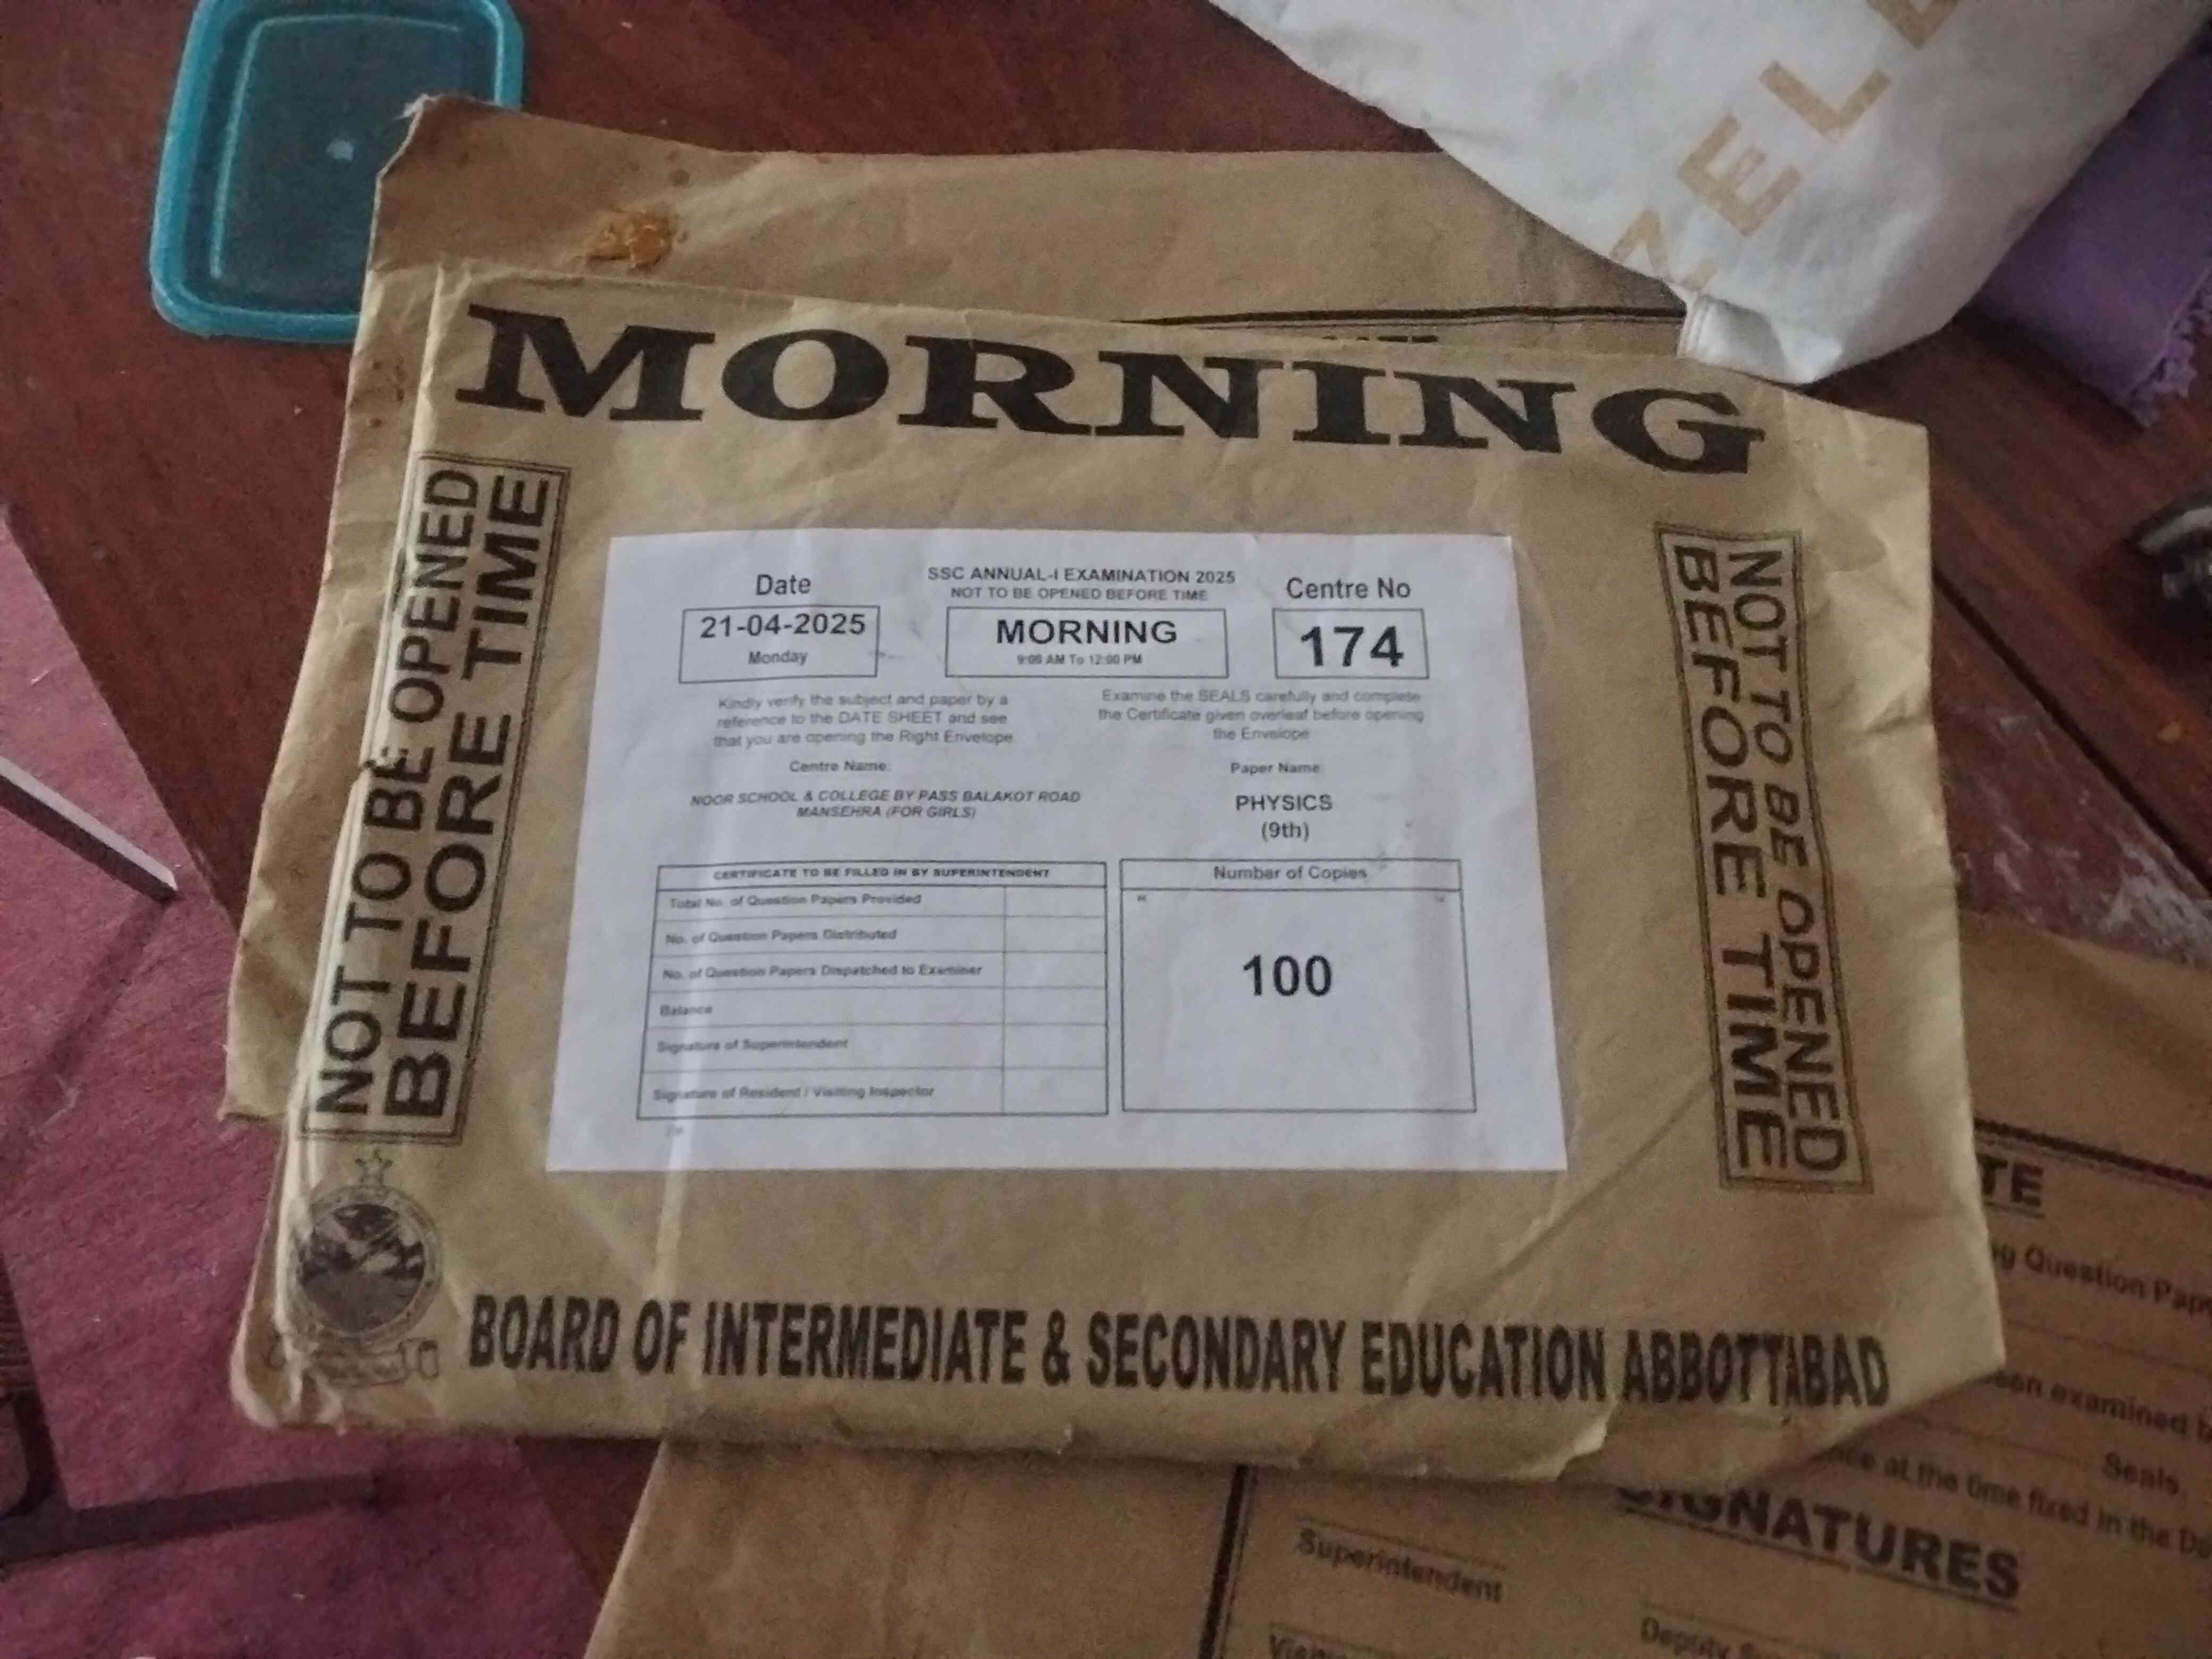 ZELB
MORNING
NOT TO BE OPENED
BEFORE TIME
NOT TO BE OPENED
BEFORE TIME
Date
21-04-2025
Monday
SSC ANNUAL-I EXAMINATION 2025
NOT TO BE OPENED BEFORE TIME
MORNING
9:00 AM To 12:00 PM
Centre No
174
Kindly verify the subject and paper by a
reference to the DATE SHEET and see
that you are opening the Right Envelope
Examine the SEALS carefully and complete
the Certificate given overleaf before opening
the Envelope
Centre Name:
NOOR SCHOOL & COLLEGE BY PASS BALAKOT ROAD
MANSEHRA (FOR GIRLS)
Paper Name
PHYSICS
(9th)
CERTIFICATE TO BE FILLED IN BY SUPERINTENDENT
Total No. of Question Papers Provided
No. of Question Papers Distributed
No. of Question Papers Dispatched to Examiner
Balance
Signature of Superintendent
Signature of Resident / Visiting Inspector
Number of Copies
100
BOARD OF INTERMEDIATE & SECONDARY EDUCATION ABBOTTABAD
TE
Question Pap
examined
Seals.
at the time fixed in the Da
SIGNATURES
Superintendent
Deputy